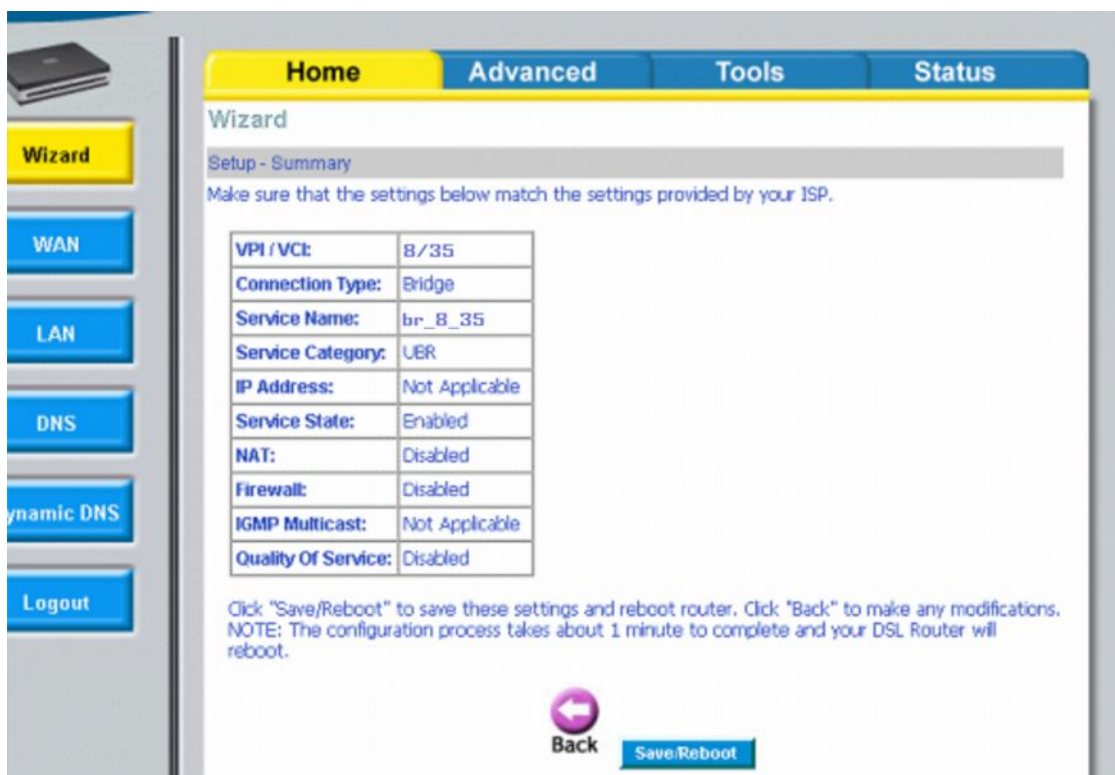 Home Advanced Tools Status
Wizard
WAN
LAN
DNS
ynamic DNS
Logout
Wizard
Setup - Summary
Make sure that the settings below match the settings provided by your ISP.
VPI / VCI: 8/35
Connection Type: Bridge
Service Name: br_8_35
Service Category: UBR
IP Address: Not Applicable
Service State: Enabled
NAT: Disabled
Firewall: Disabled
IGMP Multicast: Not Applicable
Quality Of Service: Disabled
Click "Save/Reboot" to save these settings and reboot router. Click "Back" to make any modifications.
NOTE: The configuration process takes about 1 minute to complete and your DSL Router will
reboot.
Back
Save/Reboot